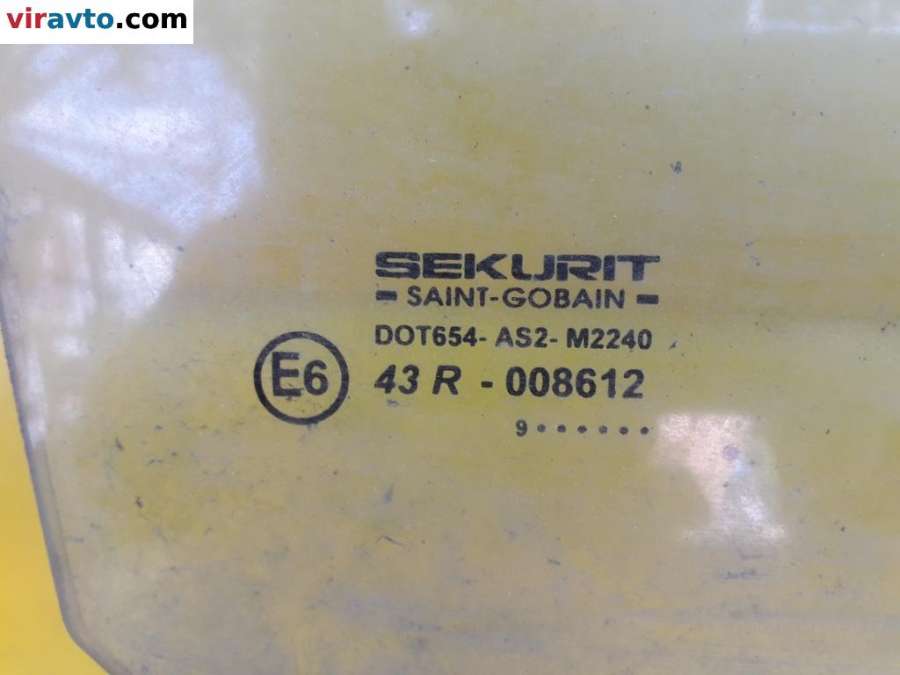 viravto.com
SEKURIT
- SAINT-GOBAIN -
DOT654- AS2- M2240
E6 43 R - 008612
9••••••